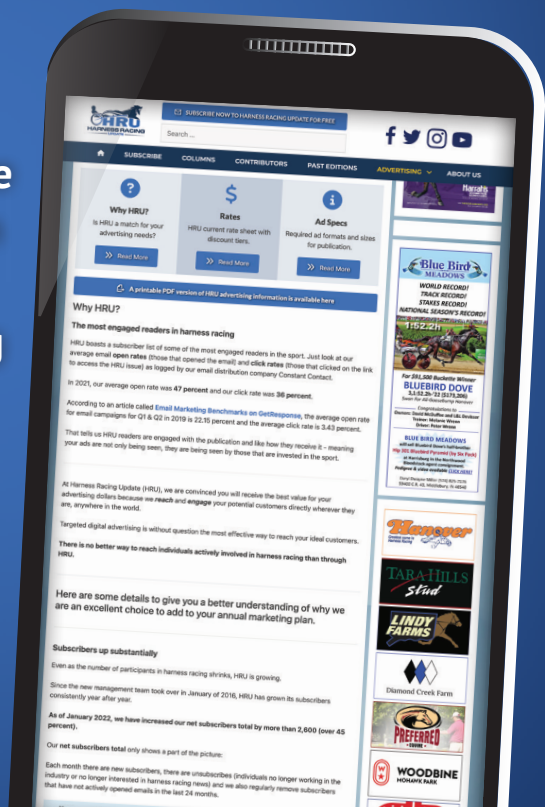 e
g
HRU
HARNESS RACING
UPDATE
SUBSCRIBE NOW TO HARNESS RACING UPDATE FOR FREE
Search ...
SUBSCRIBE
COLUMNS
CONTRIBUTORS
PAST EDITIONS
ADVERTISING
ABOUT US
Why HRU?
Is HRU a match for your
advertising needs?
Read More
Rates
HRU current rate sheet with
discount tiers.
Read More
Ad Specs
Required ad formats and sizes
for publication.
Read More
A printable PDF version of HRU advertising information is available here
Why HRU?
The most engaged readers in harness racing
HRU boasts a subscriber list of some of the most engaged readers in the sport. Just look at our
average email open rates (those that opened the email) and click rates (those that clicked on the link
to access the HRU issue) as logged by our email distribution company Constant Contact.
In 2021, our average open rate was 47 percent and our click rate was 36 percent.
According to an article called Email Marketing Benchmarks on GetResponse, the average open rate
for email campaigns for Q1 & Q2 in 2019 is 22.15 percent and the average click rate is 3.43 percent.
That tells us HRU readers are engaged with the publication and like how they receive it - meaning
your ads are not only being seen, they are being seen by those that are invested in the sport.
At Harness Racing Update (HRU), we are convinced you will receive the best value for your
advertising dollars because we reach and engage your potential customers directly wherever they
are, anywhere in the world.
Targeted digital advertising is without question the most effective way to reach your ideal customers.
There is no better way to reach individuals actively involved in harness racing than through
HRU.
Here are some details to give you a better understanding of why we
are an excellent choice to add to your annual marketing plan.
Subscribers up substantially
Even as the number of participants in harness racing shrinks, HRU is growing.
Since the new management team took over in January of 2016, HRU has grown its subscribers
consistently year after year.
As of January 2022, we have increased our net subscribers total by more than 2,600 (over 45
percent).
Our net subscribers total only shows a part of the picture:
Each month there are new subscribers, there are unsubscribes (individuals no longer working in the
industry or no longer interested in harness racing news) and we also regularly remove subscribers
that have not actively opened emails in the last 24 months.
Harrah's
Blue Bird
MEADOWS
WORLD RECORD!
TRACK RECORD!
STAKES RECORD!
NATIONAL SEASON'S RECORD!
1:52.2h
For $51,500 Bucketts Winner
BLUEBIRD DOVE
3,1:52.2h-'22 ($175,206)
Congratulations to
BLUE BIRD MEADOWS
Hanover
TARA HILLS
Stud
LINDY
FARMS
Diamond Creek Farm
PREFERRED
EQUINE
WOODBINE
MOHAWK PARK